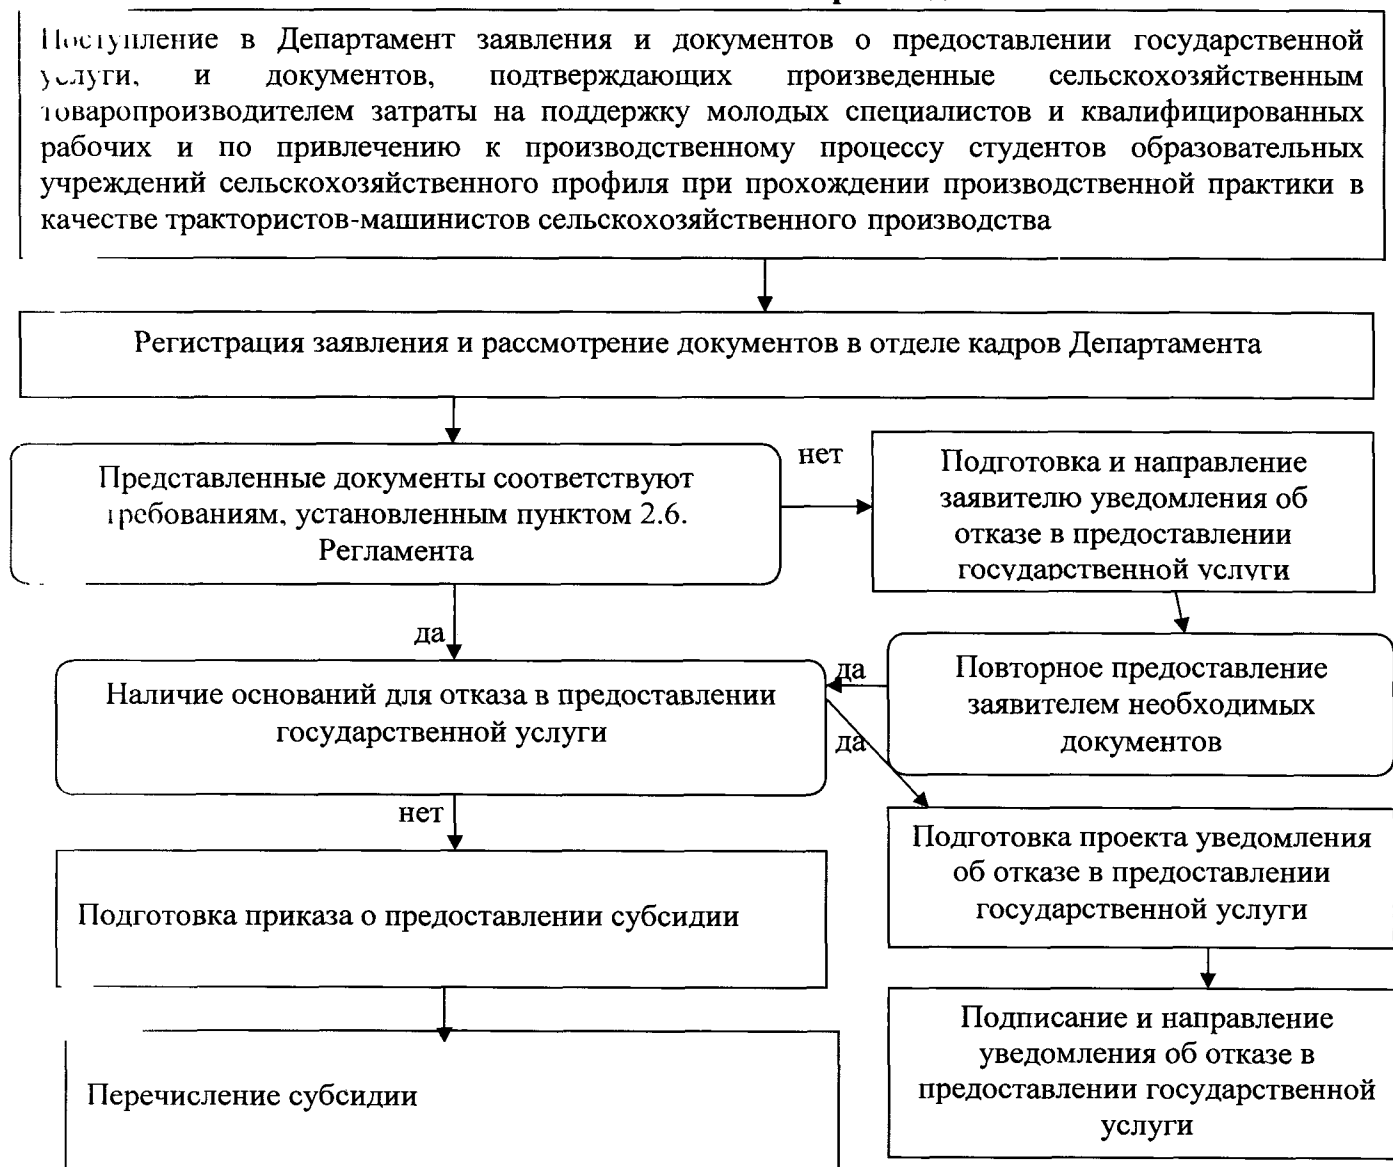 Поступление в Департамент заявления и документов о предоставлении государственной
услуги, и документов, подтверждающих произведенные сельскохозяйственным
товаропроизводителем затраты на поддержку молодых специалистов и квалифицированных
рабочих и по привлечению к производственному процессу студентов образовательных
учреждений сельскохозяйственного профиля при прохождении производственной практики в
качестве трактористов-машинистов сельскохозяйственного производства
Регистрация заявления и рассмотрение документов в отделе кадров Департамента
Представленные документы соответствуют
требованиям, установленным пунктом 2.6.
Регламента
нет
Подготовка и направление
заявителю уведомления об
отказе в предоставлении
государственной услуги
да
Наличие оснований для отказа в предоставлении
государственной услуги
да
Повторное предоставление
заявителем необходимых
документов
да
нет
Подготовка проекта уведомления
об отказе в предоставлении
государственной услуги
Подготовка приказа о предоставлении субсидии
Подписание и направление
уведомления об отказе в
предоставлении государственной
услуги
Перечисление субсидии